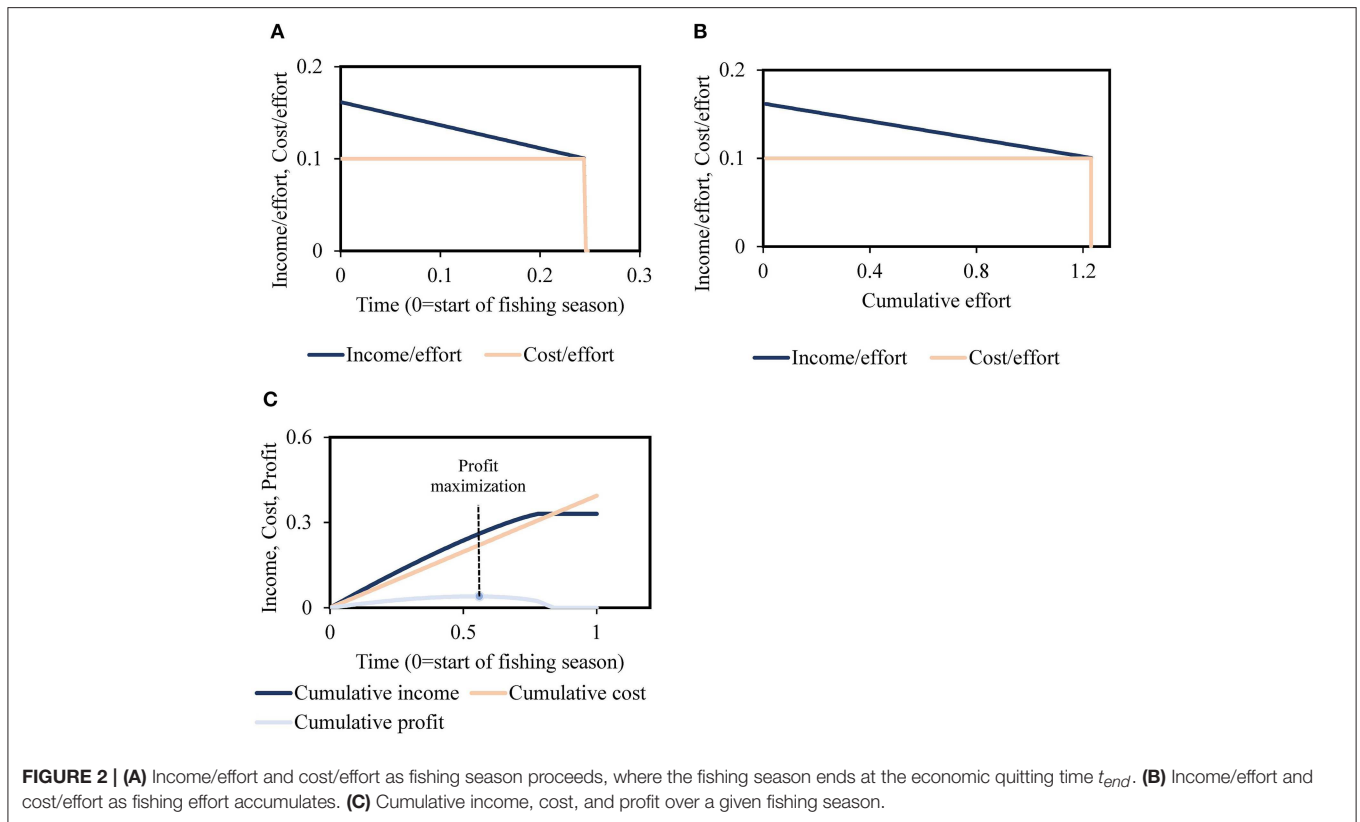 A
Income/effort, Cost/effort
0.2
0.1
0
0 0.1 0.2 0.3
Time (0=start of fishing season)
Income/effort Cost/effort
B
Income/effort, Cost/effort
0.2
0.1
0
0 0.4 0.8 1.2
Cumulative effort
Income/effort Cost/effort
C
Income, Cost, Profit
0.6
0.3
0
Profit
maximization
0 0.5 1
Time (0=start of fishing season)
Cumulative income Cumulative cost
Cumulative profit
FIGURE 2 | (A) Income/effort and cost/effort as fishing season proceeds, where the fishing season ends at the economic quitting time t_end. (B) Income/effort and
cost/effort as fishing effort accumulates. (C) Cumulative income, cost, and profit over a given fishing season.